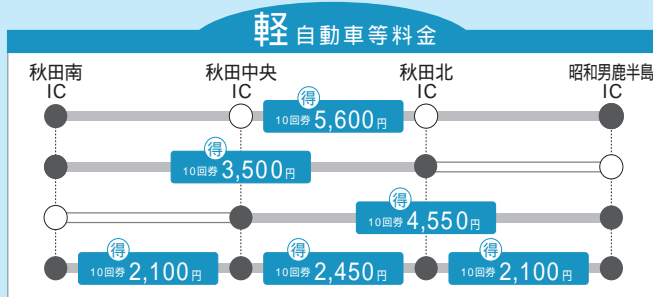 軽自動車等料金
秋田南 秋田中央 秋田北 昭和男鹿半島
IC IC IC IC
得
10回券 5,600円
得
10回券 3,500円
得
10回券 4,550円
得 得 得
10回券 2,100円 10回券 2,450円 10回券 2,100円